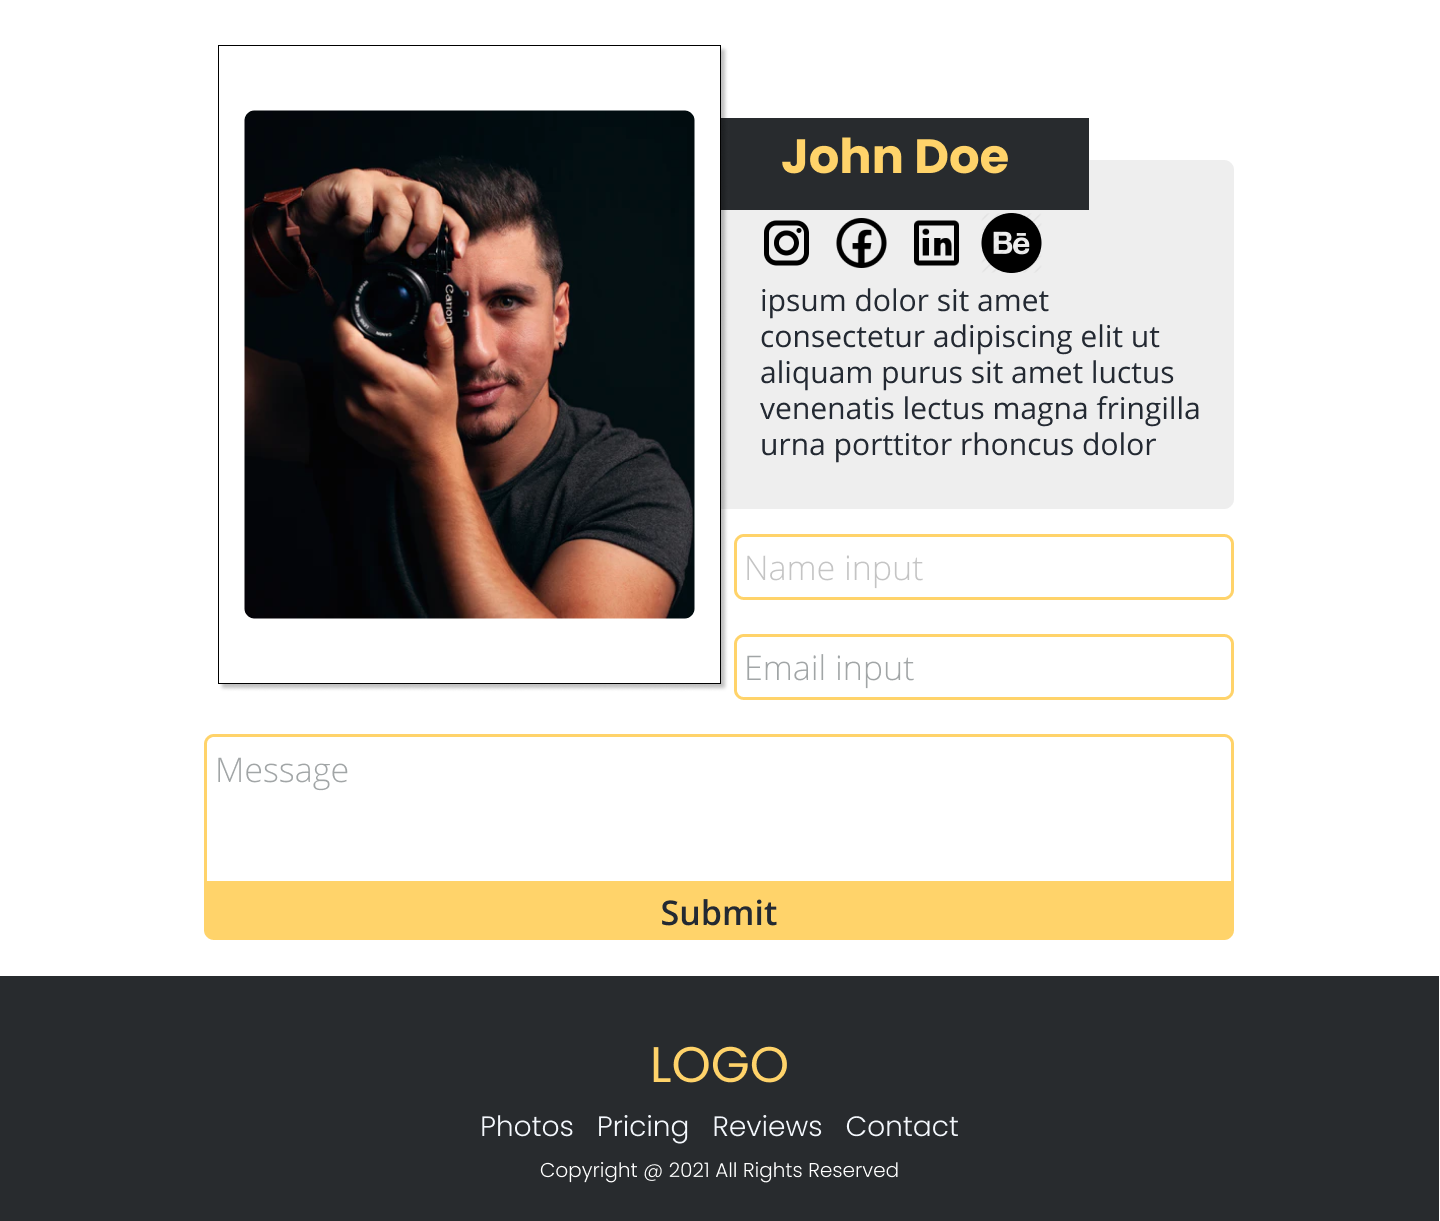 John Doe
in Bē
ipsum dolor sit amet
consectetur adipiscing elit ut
aliquam purus sit amet luctus
venenatis lectus magna fringilla
urna porttitor rhoncus dolor
Canon
Name input
Email input
Message
Submit
LOGO
Photos Pricing Reviews Contact
Copyright @ 2021 All Rights Reserved